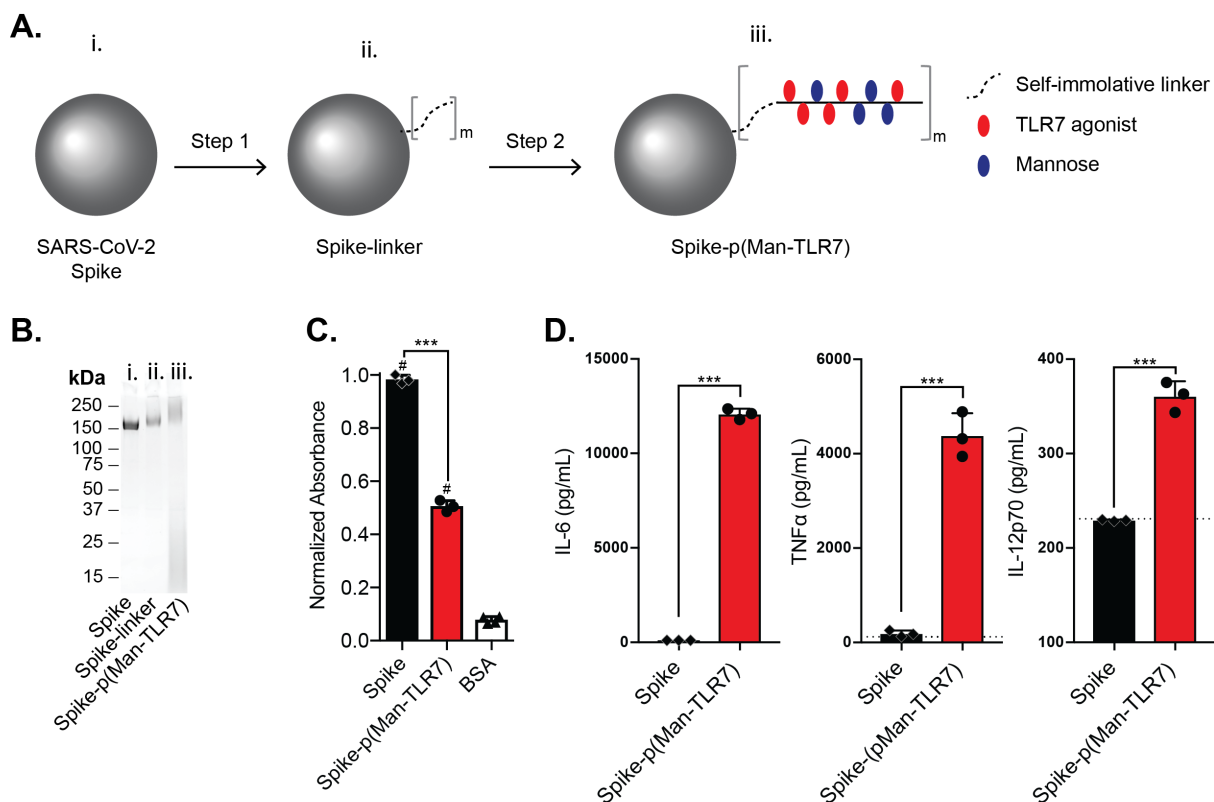 A.
i.
ii.
iii.
Step 1
Step 2
m
m
SARS-CoV-2
Spike
Spike-linker
Spike-p(Man-TLR7)
Self-immolative linker
TLR7 agonist
Mannose
B.
kDa
i. ii. iii.
250
150
100
75
50
37
25
15
Spike
Spike-linker
Spike-p(Man-TLR7)
C.
***
#
#
Normalized Absorbance
1.0
0.8
0.6
0.4
0.2
0.0
Spike
Spike-p(Man-TLR7)
BSA
D.
***
IL-6 (pg/mL)
15000
10000
5000
0
Spike
Spike-p(Man-TLR7)
***
TNFα (pg/mL)
6000
4000
2000
0
Spike
Spike-(pMan-TLR7)
***
IL-12p70 (pg/mL)
400
300
200
100
Spike
Spike-p(Man-TLR7)